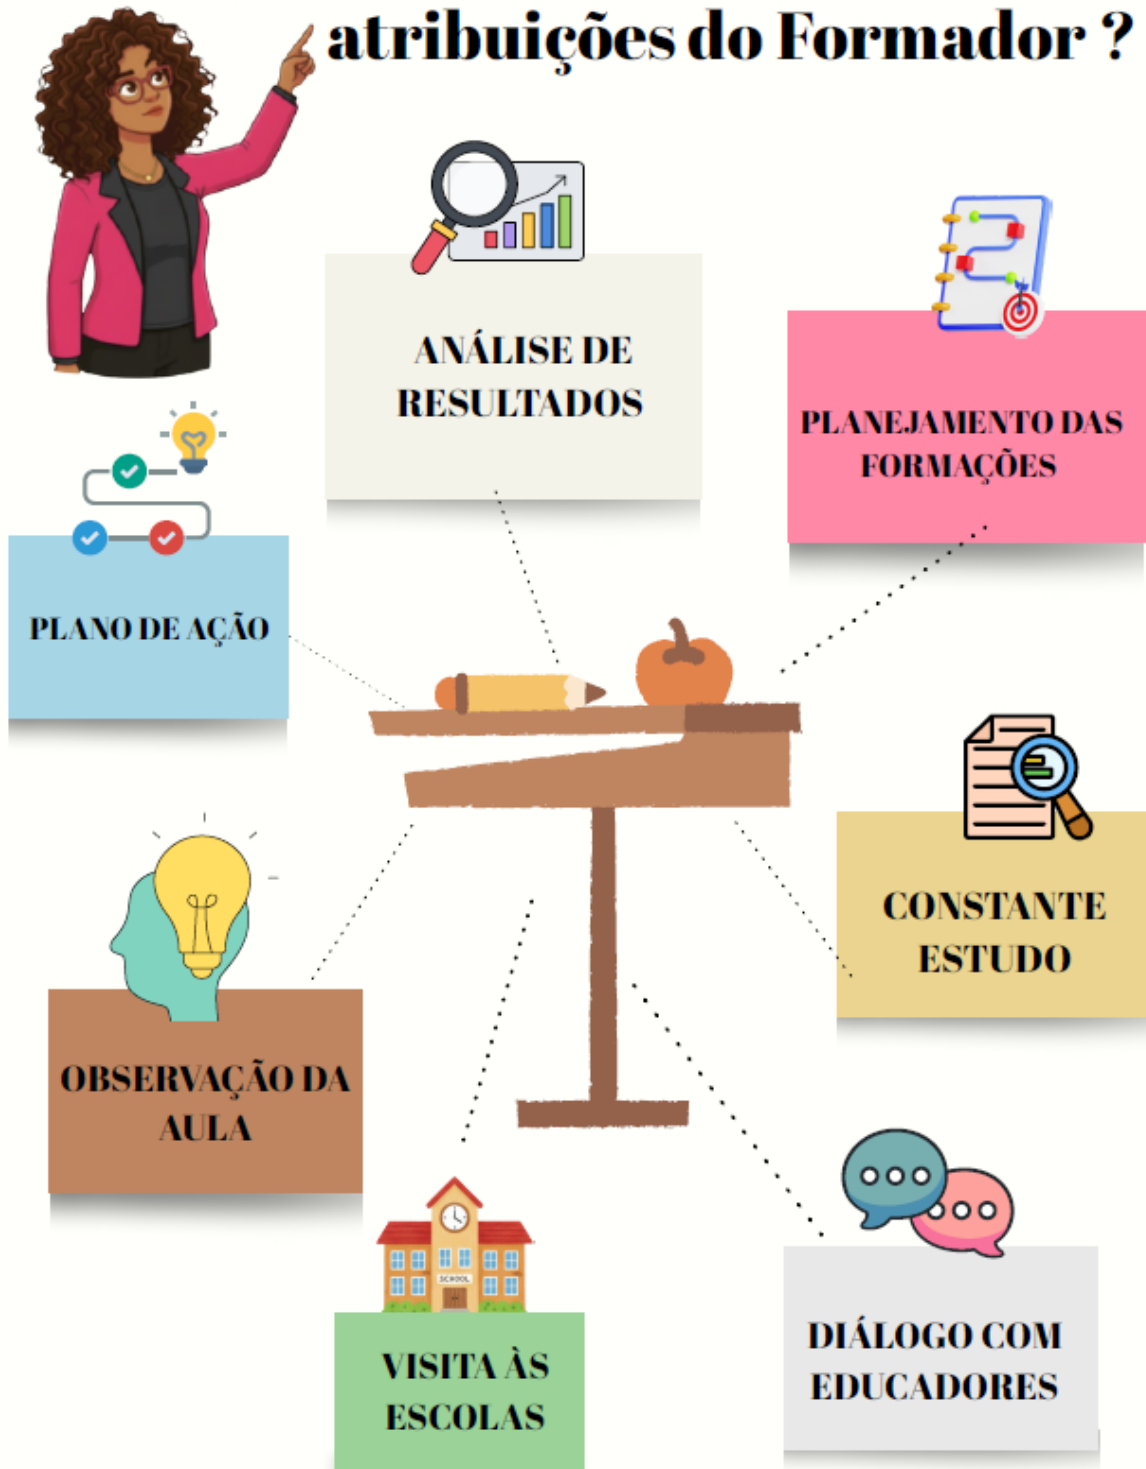 atribuições do Formador ?
ANÁLISE DE
RESULTADOS
PLANEJAMENTO DAS
FORMAÇÕES
PLANO DE AÇÃO
CONSTANTE
ESTUDO
OBSERVAÇÃO DA
AULA
SCHOOL
VISITA ÀS
ESCOLAS
DIÁLOGO COM
EDUCADORES